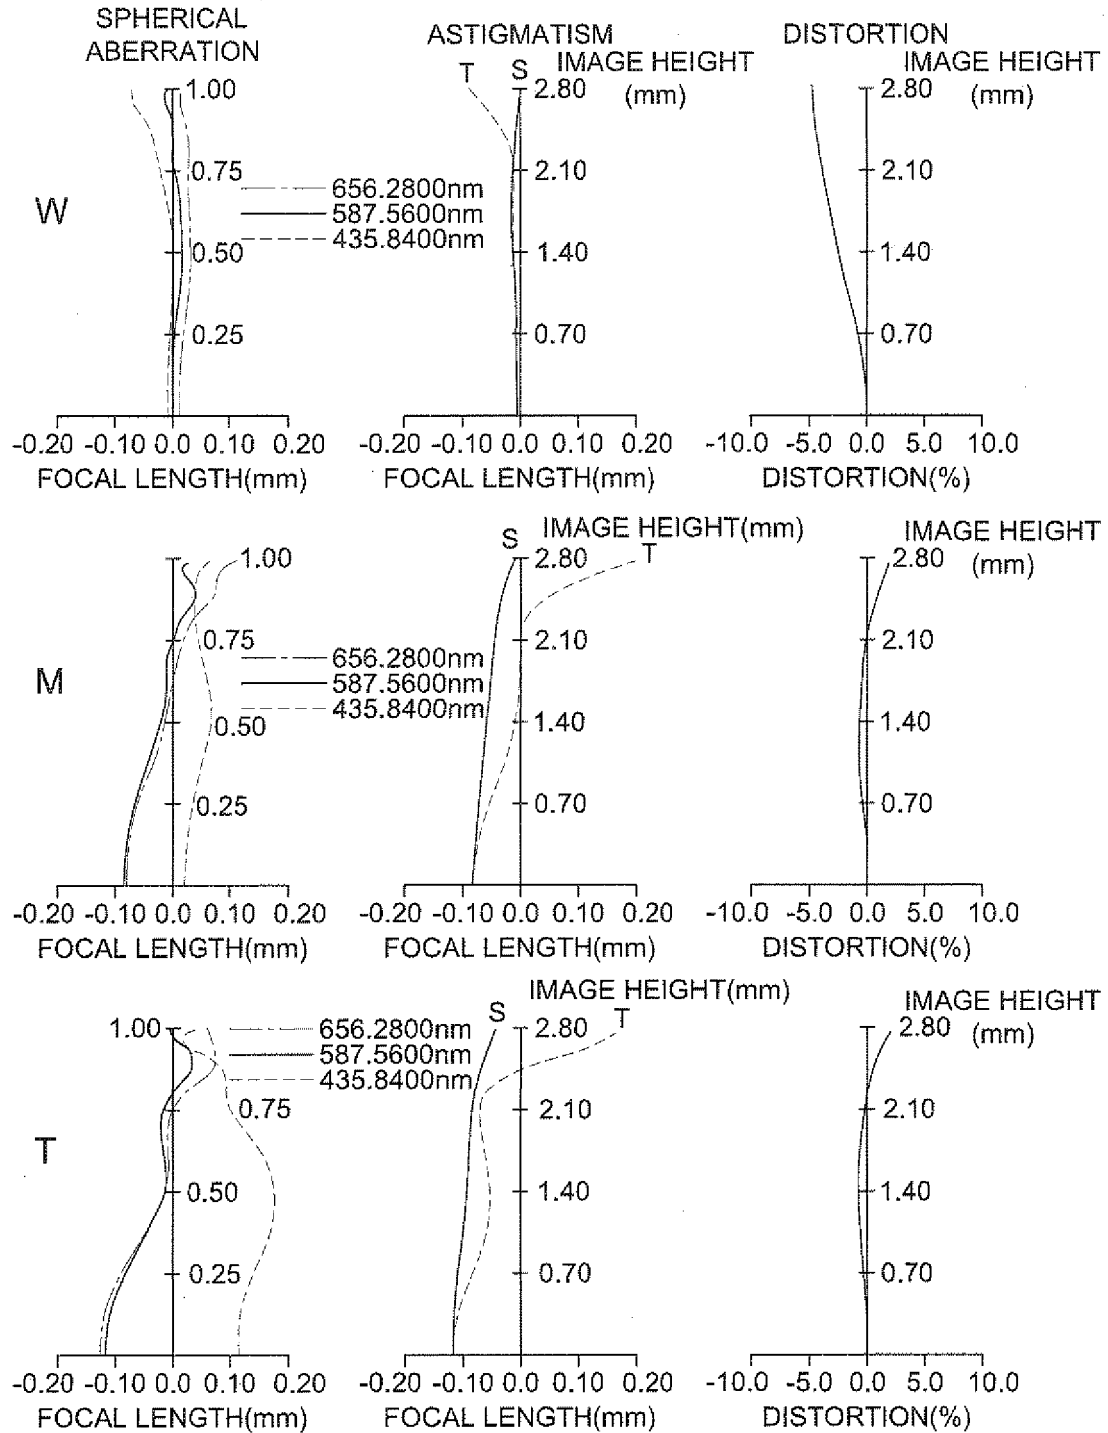 SPHERICAL
ABERRATION
ASTIGMATISM
DISTORTION
T S IMAGE HEIGHT
(mm)
IMAGE HEIGHT
(mm)
W
1.00
0.75
0.50
0.25
656.2800nm
587.5600nm
435.8400nm
2.80
2.10
1.40
0.70
2.80
2.10
1.40
0.70
-0.20 -0.10 0.0 0.10 0.20
FOCAL LENGTH(mm)
-0.20 -0.10 0.0 0.10 0.20
FOCAL LENGTH(mm)
-10.0 -5.0 0.0 5.0 10.0
DISTORTION(%)
S IMAGE HEIGHT(mm)
T
IMAGE HEIGHT
(mm)
M
1.00
0.75
0.50
0.25
656.2800nm
587.5600nm
435.8400nm
2.80
2.10
1.40
0.70
2.80
2.10
1.40
0.70
-0.20 -0.10 0.0 0.10 0.20
FOCAL LENGTH(mm)
-0.20 -0.10 0.0 0.10 0.20
FOCAL LENGTH(mm)
-10.0 -5.0 0.0 5.0 10.0
DISTORTION(%)
IMAGE HEIGHT(mm)
S T
IMAGE HEIGHT
(mm)
T
1.00
0.75
0.50
0.25
656.2800nm
587.5600nm
435.8400nm
2.80
2.10
1.40
0.70
2.80
2.10
1.40
0.70
-0.20 -0.10 0.0 0.10 0.20
FOCAL LENGTH(mm)
-0.20 -0.10 0.0 0.10 0.20
FOCAL LENGTH(mm)
-10.0 -5.0 0.0 5.0 10.0
DISTORTION(%)